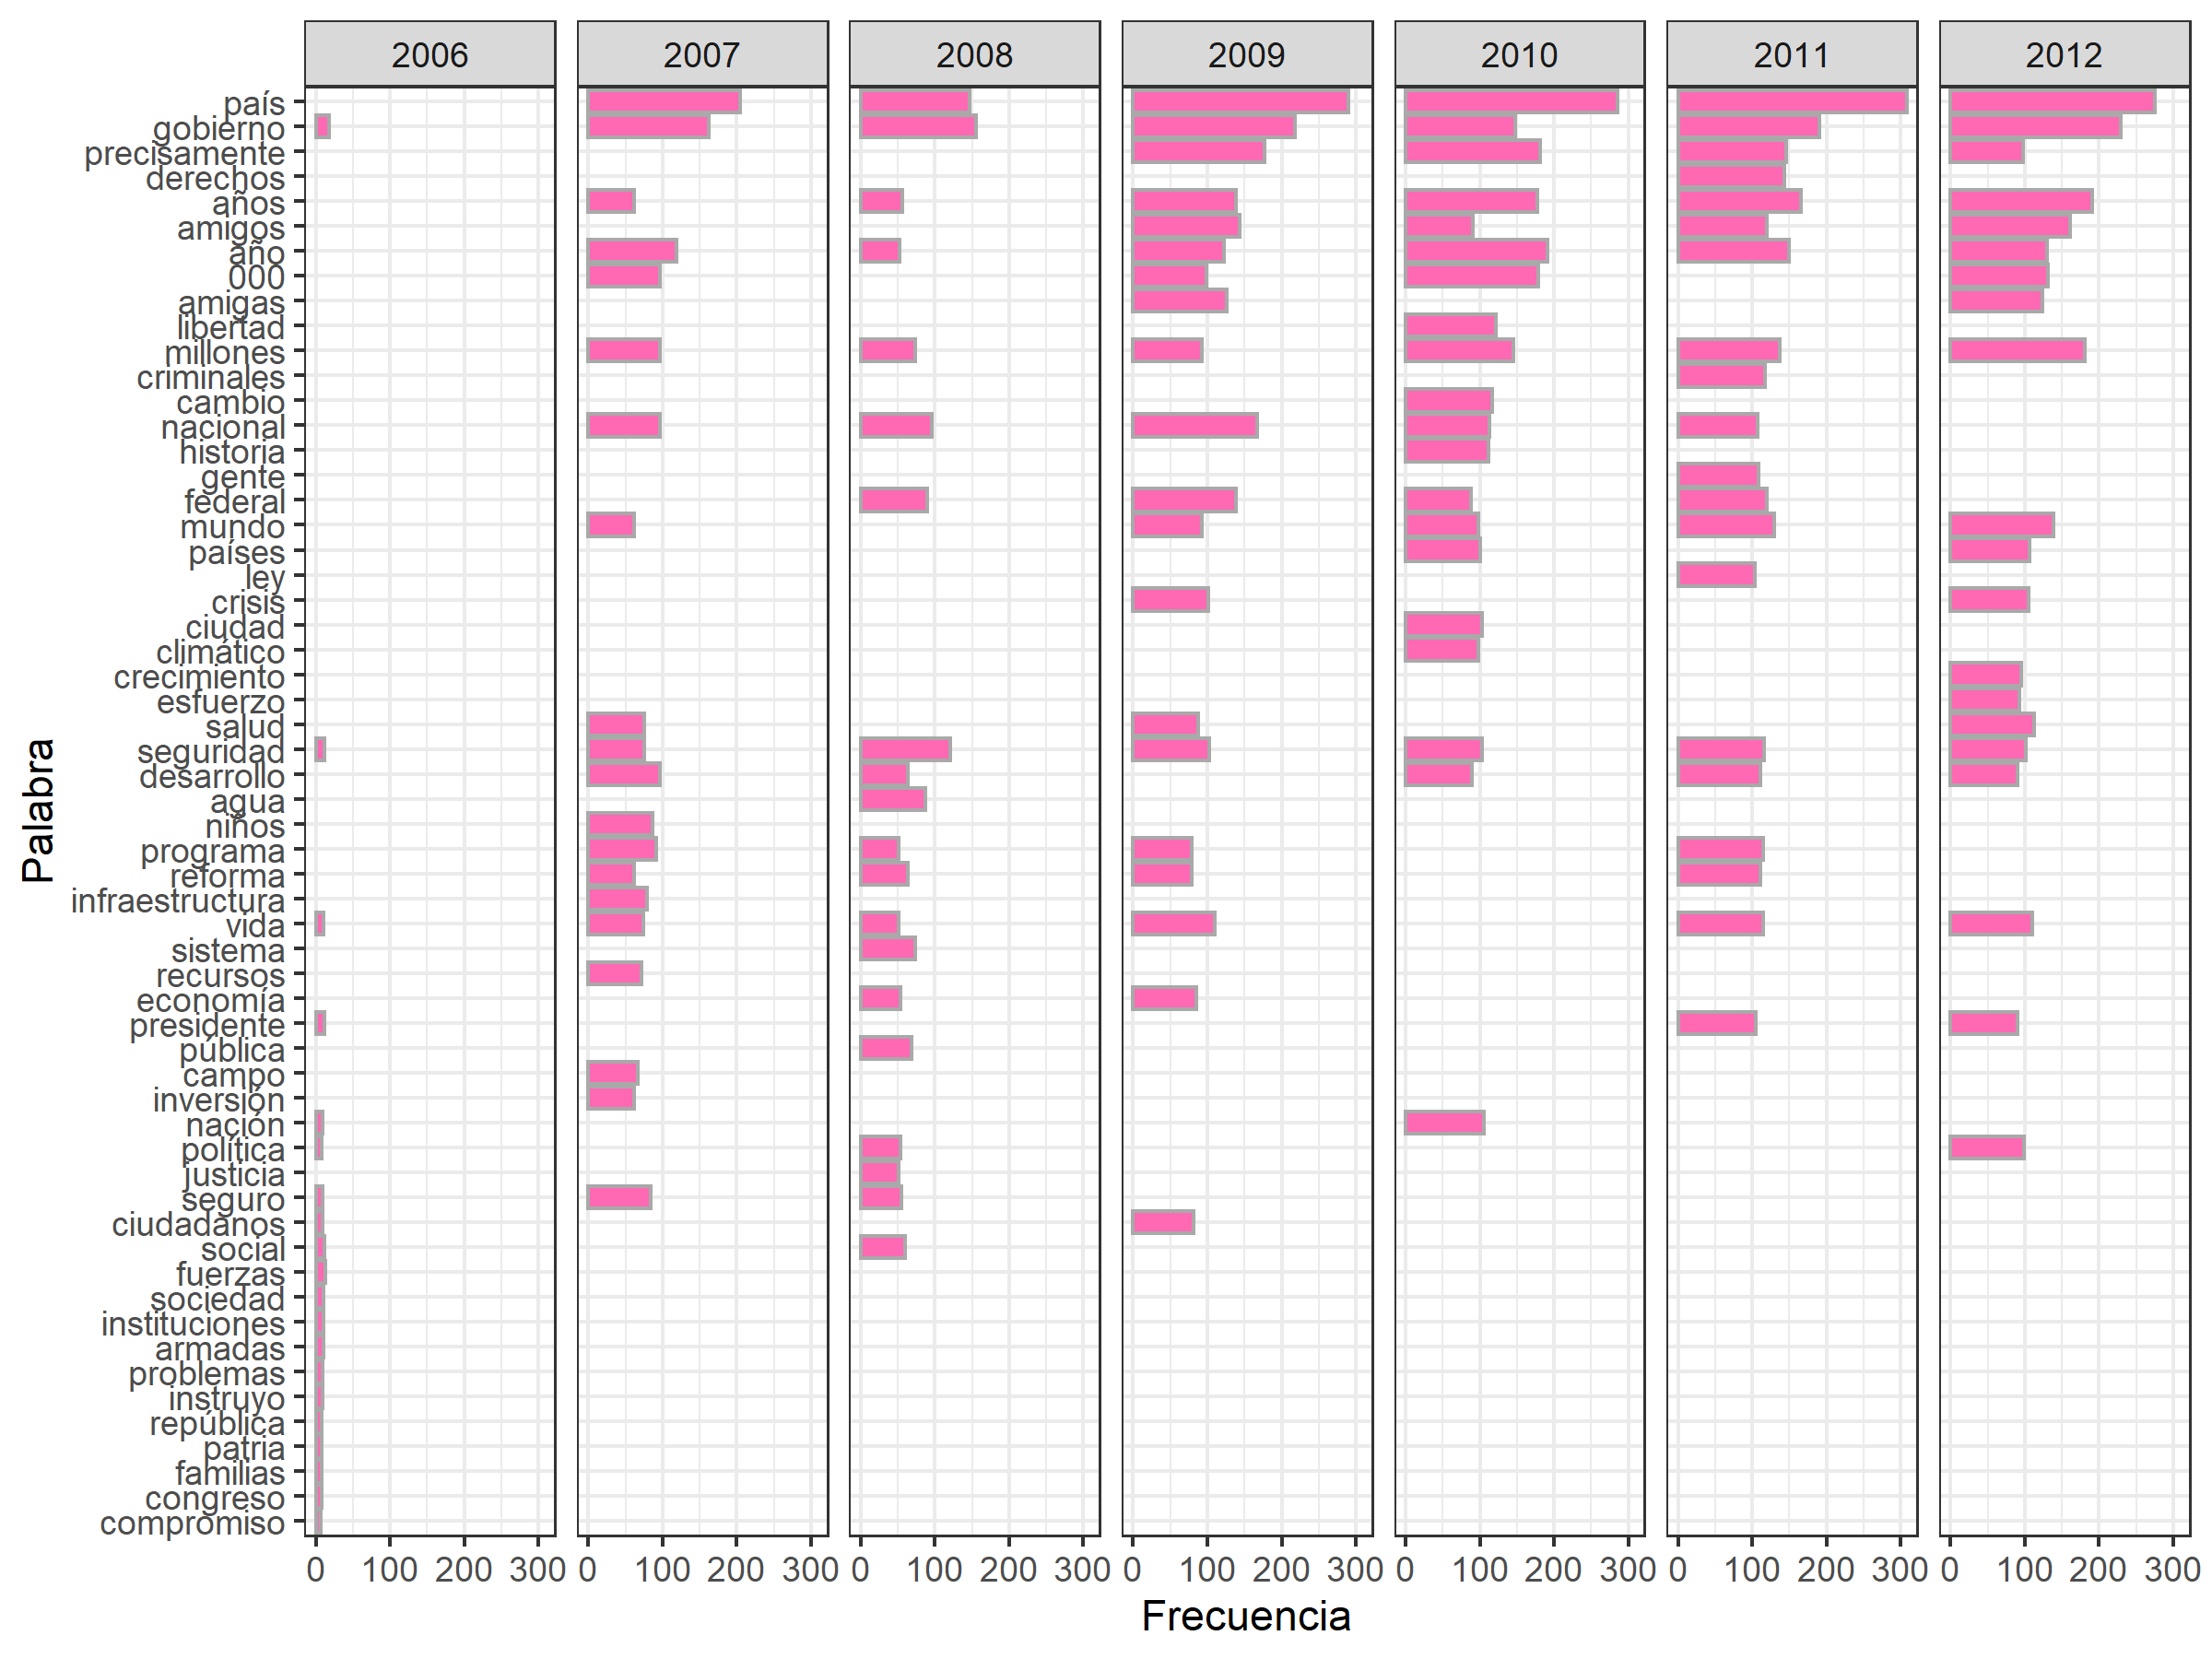 2006 2007 2008 2009 2010 2011 2012
país
gobierno
precisamente
derechos
años
amigos
año
000
amigas
libertad
millones
criminales
cambio
nacional
historia
gente
federal
mundo
países
ley
crisis
ciudad
climático
crecimiento
esfuerzo
salud
seguridad
desarrollo
agua
niños
programa
reforma
infraestructura
vida
sistema
recursos
economía
presidente
pública
campo
inversión
nación
política
justicia
seguro
ciudadanos
social
fuerzas
sociedad
instituciones
armadas
problemas
instruyo
república
patria
familias
congreso
compromiso
Palabra
0 100 200 300 0 100 200 300 0 100 200 300 0 100 200 300 0 100 200 300 0 100 200 300 0 100 200 300
Frecuencia